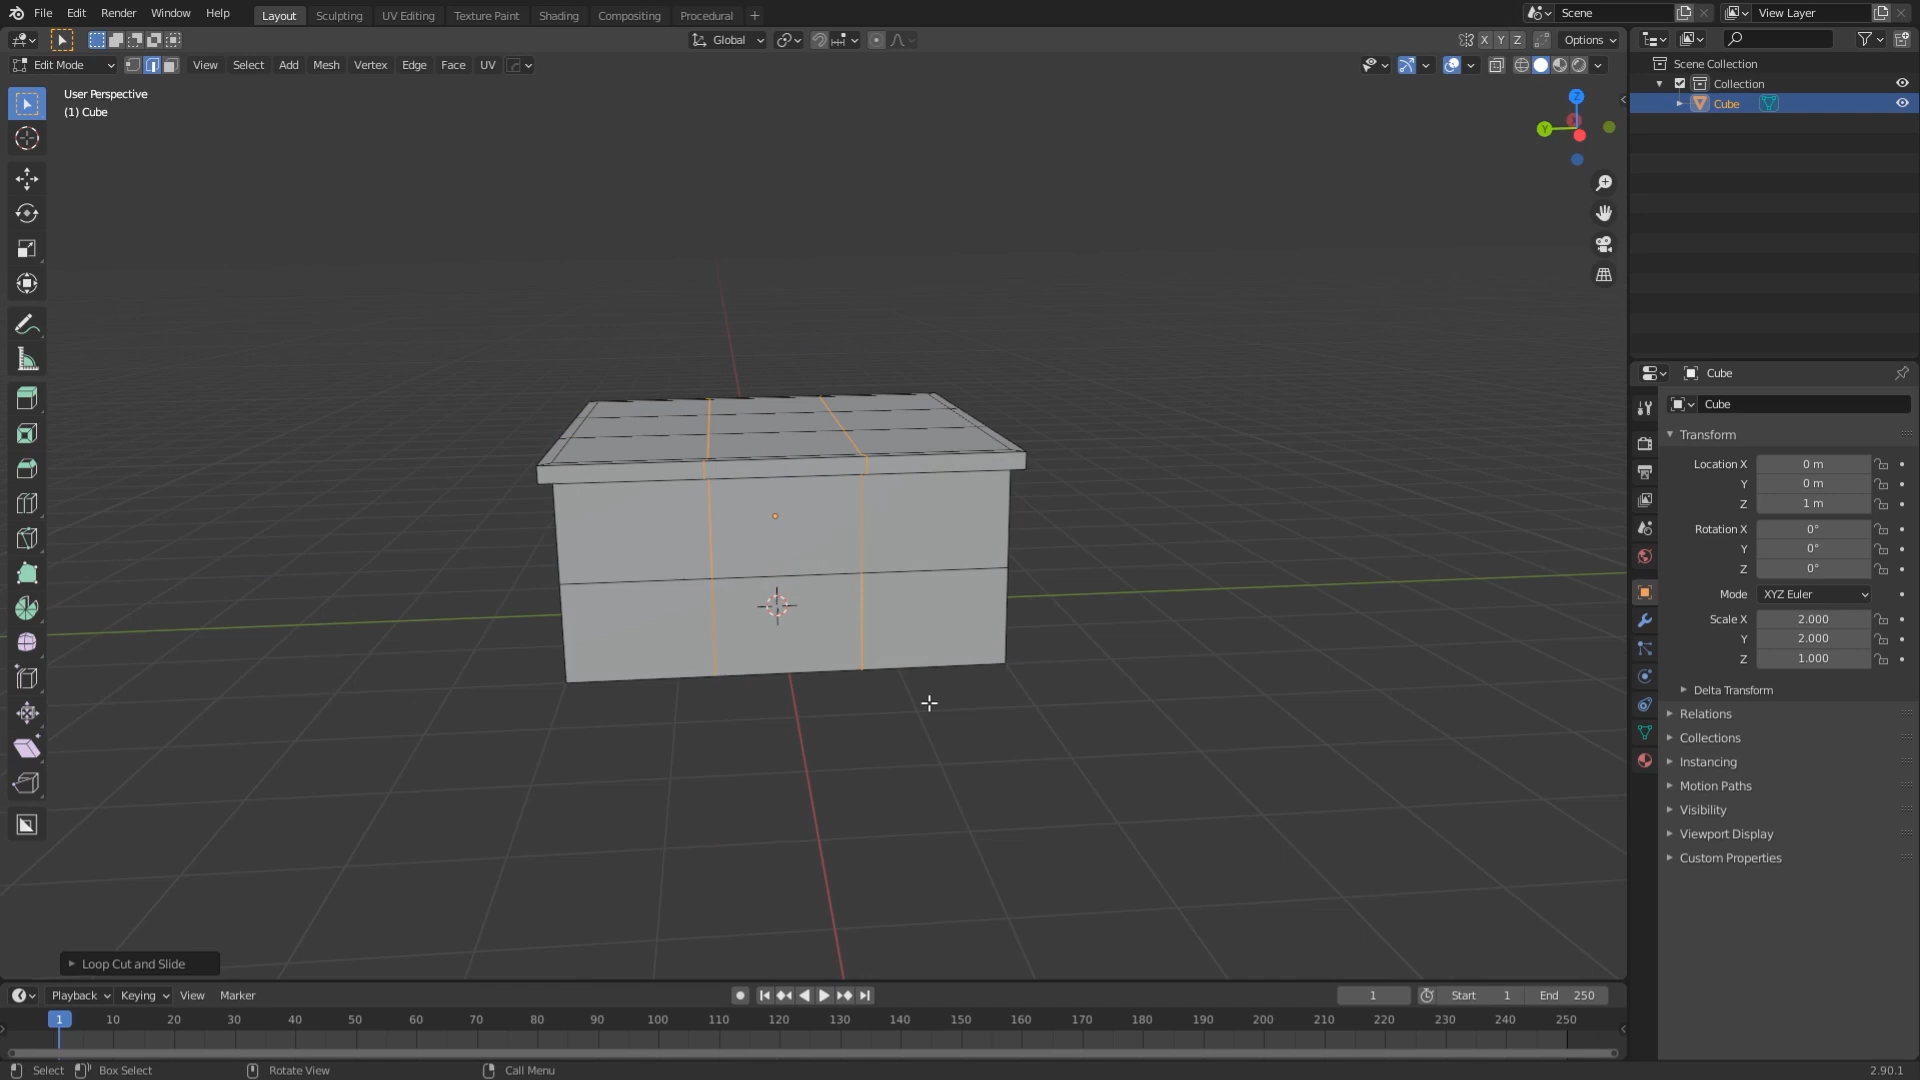 File Edit Render Window Help Layout Sculpting UV Editing Texture Paint Shading Compositing Procedural + Scene View Layer
Global X Y Z Options
Edit Mode View Select Add Mesh Vertex Edge Face UV
User Perspective
(1) Cube
Z
Y
Scene Collection
Collection
Cube
Cube
Cube
Transform
Location X 0 m
Y 0 m
Z 1 m
Rotation X 0°
Y 0°
Z 0°
Mode XYZ Euler
Scale X 2.000
Y 2.000
Z 1.000
Delta Transform
Relations
Collections
Instancing
Motion Paths
Visibility
Viewport Display
Custom Properties
Loop Cut and Slide
Playback Keying View Marker 1 Start 1 End 250
1 10 20 30 40 50 60 70 80 90 100 110 120 130 140 150 160 170 180 190 200 210 220 230 240 250
Select Box Select Rotate View Call Menu 2.90.1